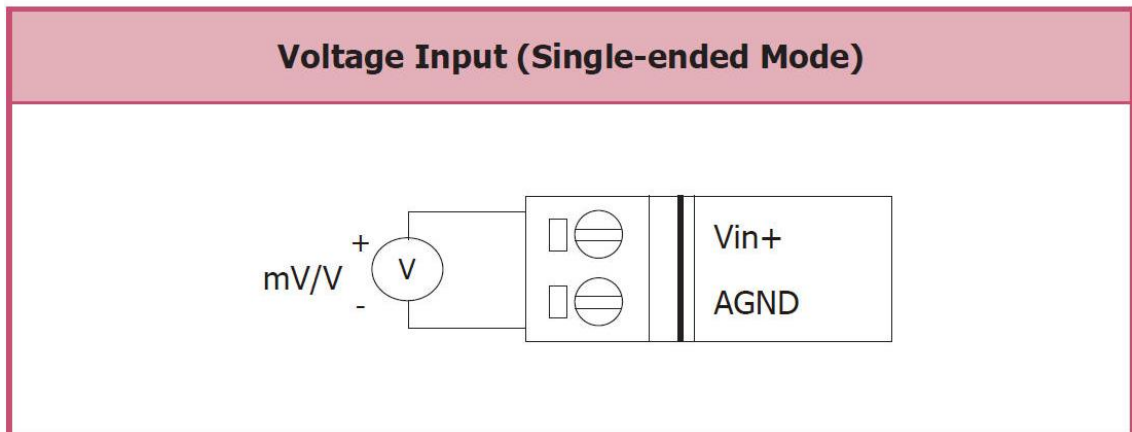 Voltage Input (Single-ended Mode)
+
mV/V
V
-
Vin+
AGND